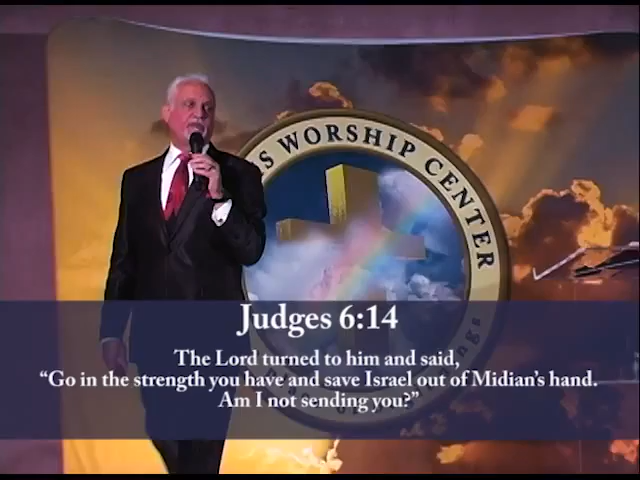 S WORSHIP CENTER
Judges 6:14
The Lord turned to him and said,
“Go in the strength you have and save Israel out of Midian’s hand.
Am I not sending you?”